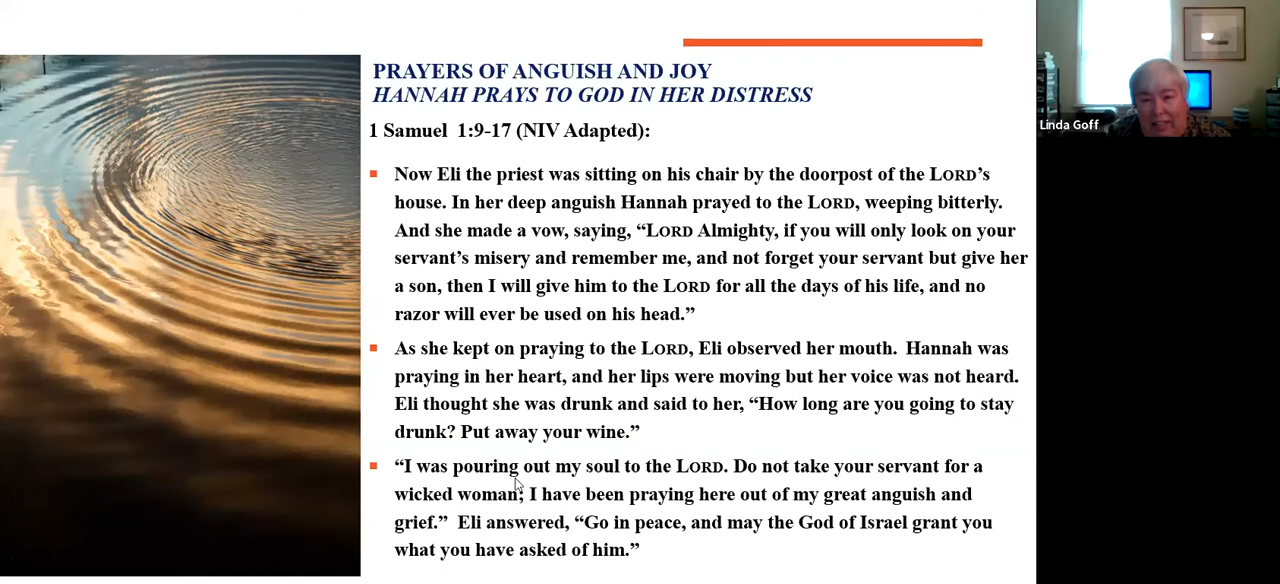 PRAYERS OF ANGUISH AND JOY
HANNAH PRAYS TO GOD IN HER DISTRESS
1 Samuel 1:9-17 (NIV Adapted):
Now Eli the priest was sitting on his chair by the doorpost of the LORD’s
house. In her deep anguish Hannah prayed to the LORD, weeping bitterly.
And she made a vow, saying, “LORD Almighty, if you will only look on your
servant’s misery and remember me, and not forget your servant but give her
a son, then I will give him to the LORD for all the days of his life, and no
razor will ever be used on his head.”
As she kept on praying to the LORD, Eli observed her mouth. Hannah was
praying in her heart, and her lips were moving but her voice was not heard.
Eli thought she was drunk and said to her, “How long are you going to stay
drunk? Put away your wine.”
“I was pouring out my soul to the LORD. Do not take your servant for a
wicked woman; I have been praying here out of my great anguish and
grief.” Eli answered, “Go in peace, and may the God of Israel grant you
what you have asked of him.”
Linda Goff